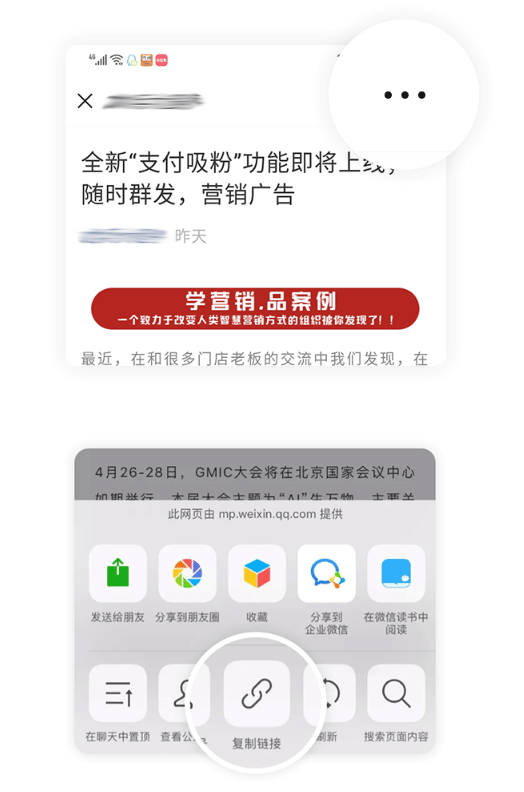 4G
全新“支付吸粉”功能即将上线，
随时群发，营销广告
昨天
学营销.品案例
一个致力于改变人类智慧营销方式的组织被你发现了！！
最近，在和很多门店老板的交流中我们发现，在
4月26-28日，GMIC大会将在北京国家会议中心
如期举行，本届大会主题为“AI”生万物，主要关
此网页由 mp.weixin.qq.com 提供
发送给朋友 分享到朋友圈 收藏 分享到 在微信读书中
企业微信 阅读
在聊天中置顶 查看公 复制链接 刷新 搜索页面内容